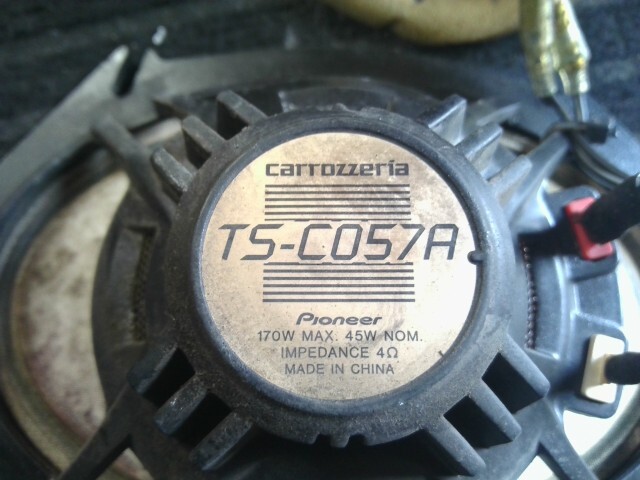 carrozzeria
TS-C057A
Pioneer
170W MAX. 45W NOM.
IMPEDANCE 4Ω
MADE IN CHINA